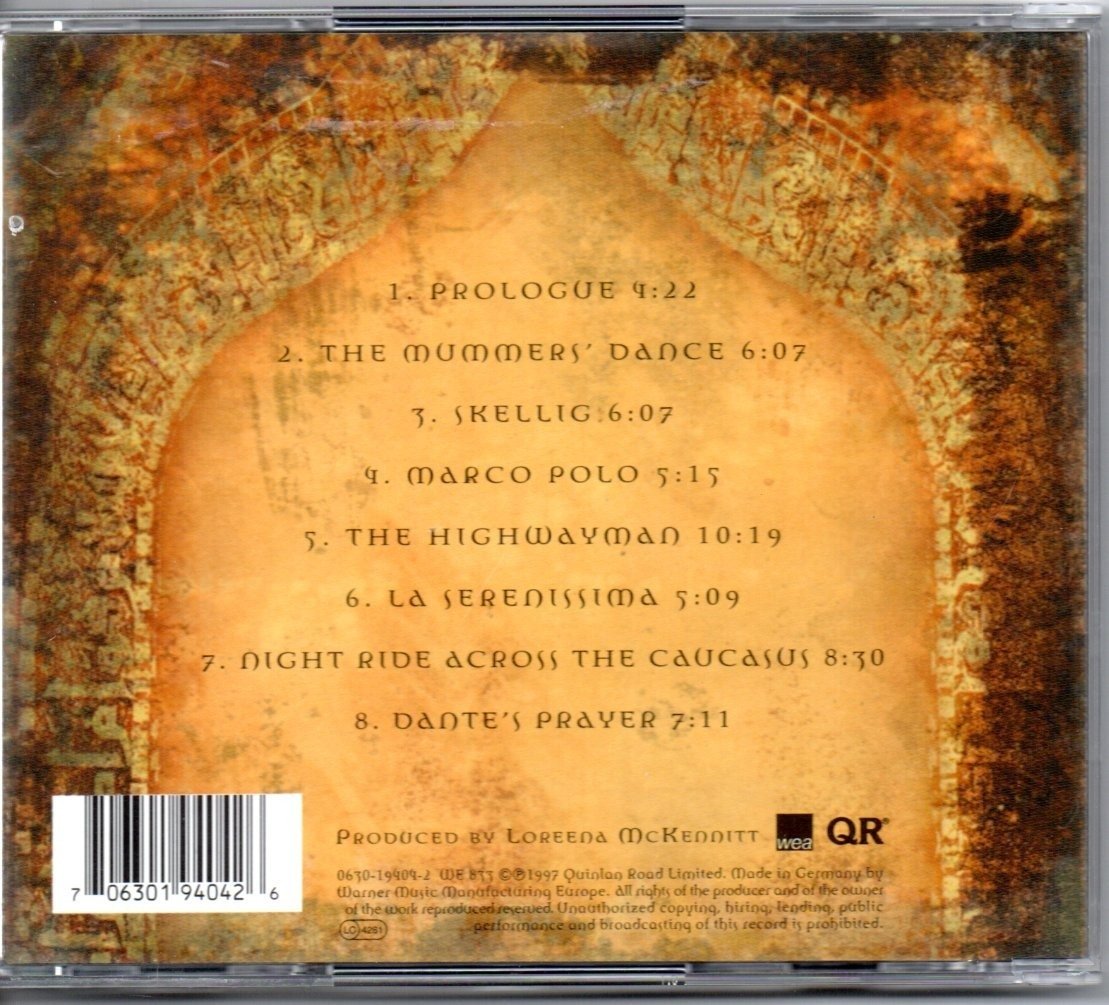 1. PROLOGUE 4:22
2. THE MUMMERS' DANCE 6:07
3. SKELLIG 6:07
4. MARCO POLO 5:15
5. THE HIGHWAYMAN 10:19
6. LA SERENISSIMA 5:09
7. NIGHT RIDE ACROSS THE CAUCASUS 8:30
8. DANTE'S PRAYER 7:11
PRODUCED BY LOREENA MCKENNITT wea QR®
0630-19404-2 WE 833 ©℗1997 Quinlan Road Limited. Made in Germany by
Warner Music Manufacturing Europe. All rights of the producer and of the owner
of the work reproduced reserved. Unauthorized copying, hiring, lending, public
performance and broadcasting of this record is prohibited.
LC 4281
7 06301 94042 6